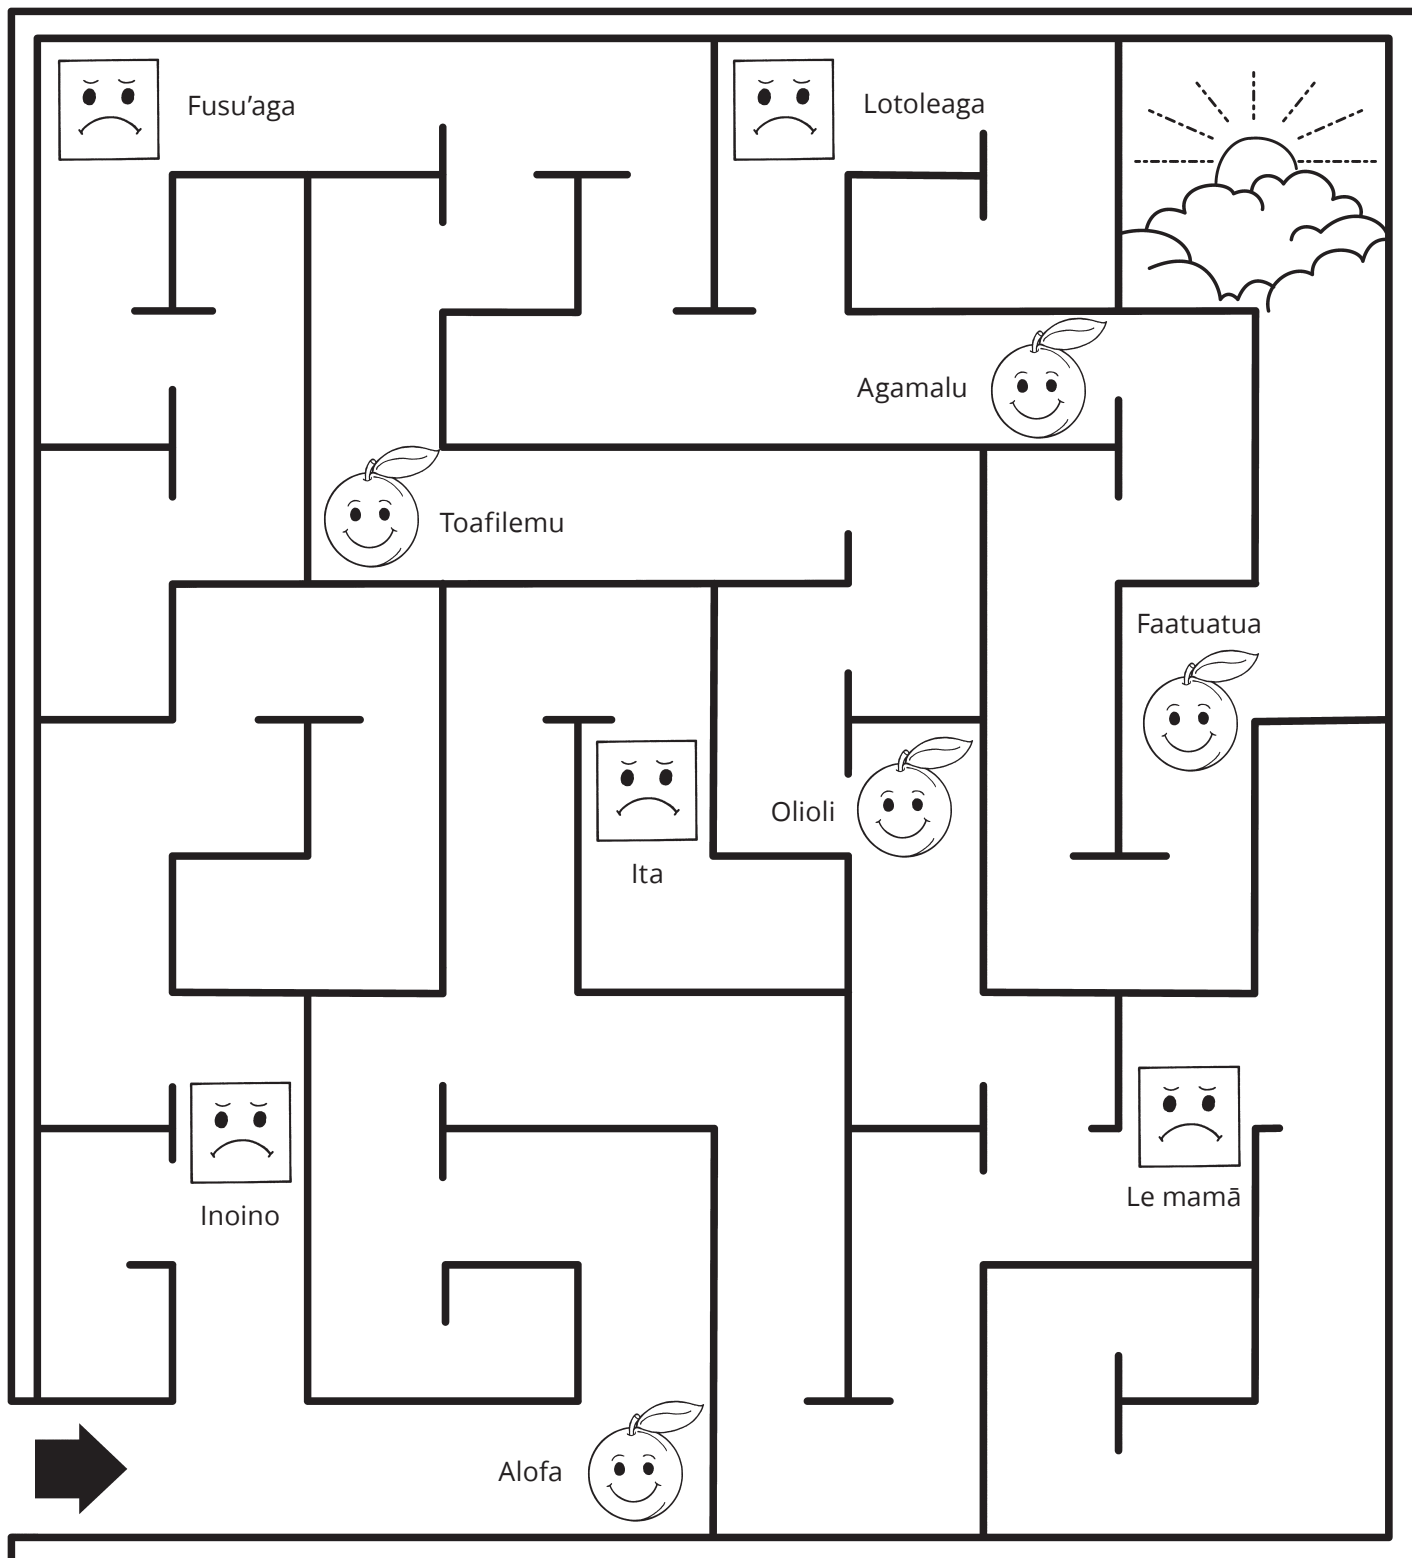 Fusu’aga
Lotoleaga
Agamalu
Toafilemu
Faatuatua
Olioli
Ita
Le mamā
Inoino
Alofa